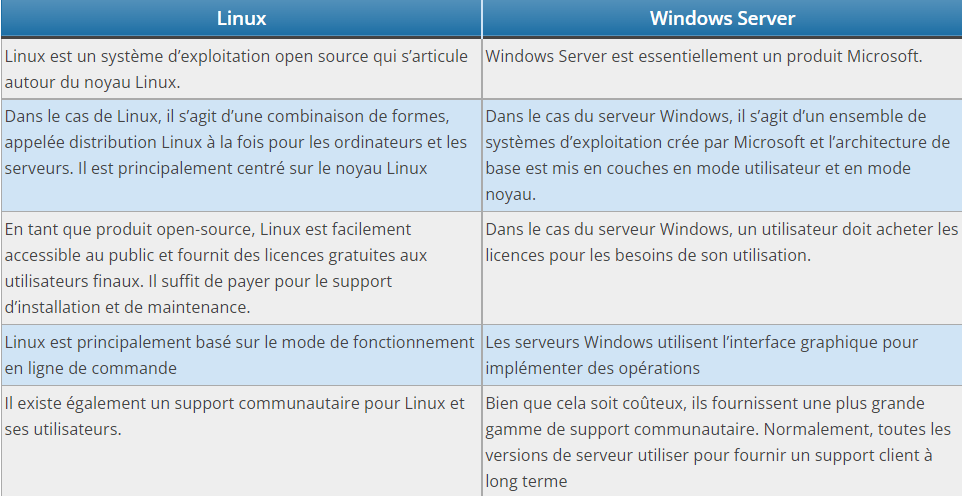 Linux
Windows Server
Linux est un système d’exploitation open source qui s’articule
autour du noyau Linux.
Windows Server est essentiellement un produit Microsoft.
Dans le cas de Linux, il s’agit d’une combinaison de formes,
appelée distribution Linux à la fois pour les ordinateurs et les
serveurs. Il est principalement centré sur le noyau Linux
Dans le cas du serveur Windows, il s’agit d’un ensemble de
systèmes d’exploitation crée par Microsoft et l’architecture de
base est mis en couches en mode utilisateur et en mode
noyau.
En tant que produit open-source, Linux est facilement
accessible au public et fournit des licences gratuites aux
utilisateurs finaux. Il suffit de payer pour le support
d’installation et de maintenance.
Dans le cas du serveur Windows, un utilisateur doit acheter les
licences pour les besoins de son utilisation.
Linux est principalement basé sur le mode de fonctionnement
en ligne de commande
Les serveurs Windows utilisent l’interface graphique pour
implémenter des opérations
Il existe également un support communautaire pour Linux et
ses utilisateurs.
Bien que cela soit coûteux, ils fournissent une plus grande
gamme de support communautaire. Normalement, toutes les
versions de serveur utiliser pour fournir un support client à
long terme